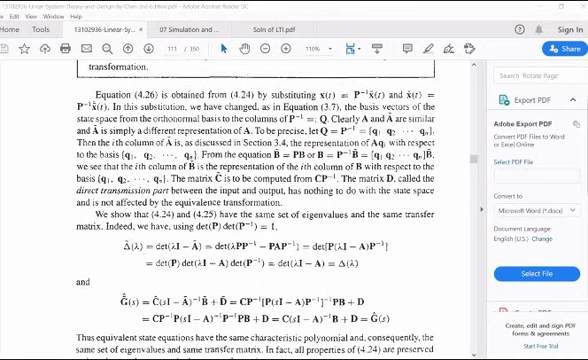 13102936-Linear-System-Theory-and-Design-by-Chen-3rd-Edition.pdf - Adobe Acrobat Reader
Edit View Window Help
13102936-Linear-Sy... × 07 Simulation and ... Soln of LTI.pdf
111 / 350 110% Share
transformation.
Equation (4.26) is obtained from (4.24) by substituting x(t) = P⁻¹x̄(t) and ẋ(t) =
P⁻¹x̄̇(t). In this substitution, we have changed, as in Equation (3.7), the basis vectors of the
state space from the orthonormal basis to the columns of P⁻¹ =: Q. Clearly A and Ā are similar
and Ā is simply a different representation of A. To be precise, let Q = P⁻¹ = [q₁ q₂ ··· qₙ].
Then the ith column of Ā is, as discussed in Section 3.4, the representation of Aqᵢ with respect
to the basis {q₁, q₂, ···, qₙ}. From the equation B̄ = PB or B = P⁻¹B̄ = [q₁ q₂ ··· qₙ]B̄,
we see that the ith column of B̄ is the representation of the ith column of B with respect to the
basis {q₁, q₂, ···, qₙ}. The matrix C̄ is to be computed from CP⁻¹. The matrix D, called the
direct transmission part between the input and output, has nothing to do with the state space
and is not affected by the equivalence transformation.
We show that (4.24) and (4.25) have the same set of eigenvalues and the same transfer
matrix. Indeed, we have, using det(P) det(P⁻¹) = 1,
Δ̄(λ) = det(λI − Ā) = det(λPP⁻¹ − PAP⁻¹) = det[P(λI − A)P⁻¹]
= det(P) det(λI − A) det(P⁻¹) = det(λI − A) = Δ(λ)
and
Ĝ̄(s) = C̄(sI − Ā)⁻¹B̄ + D̄ = CP⁻¹[P(sI − A)P⁻¹]⁻¹PB + D
= CP⁻¹P(sI − A)⁻¹P⁻¹PB + D = C(sI − A)⁻¹B + D = Ĝ(s)
Thus equivalent state equations have the same characteristic polynomial and, consequently, the
same set of eigenvalues and same transfer matrix. In fact, all properties of (4.24) are preserved
Search 'Rotate Page'
Export PDF
Adobe Export PDF
Convert PDF Files to Word
or Excel Online
Select PDF File
Convert to
Microsoft Word (*.docx)
Document Language:
English (U.S.) Change
Select File
Create, edit and sign PDF
forms & agreements
Start Free Trial